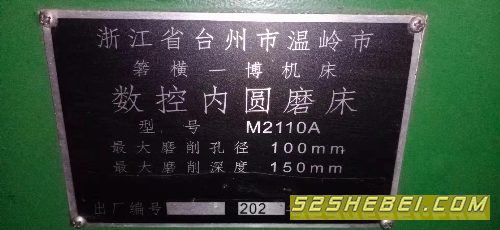 浙江省台州市温岭市
箬横一博机床
数控内圆磨床
型号 M2110A
最大磨削孔径 100mm
最大磨削深度 150mm
出厂编号 202
52SHEBEI.COM